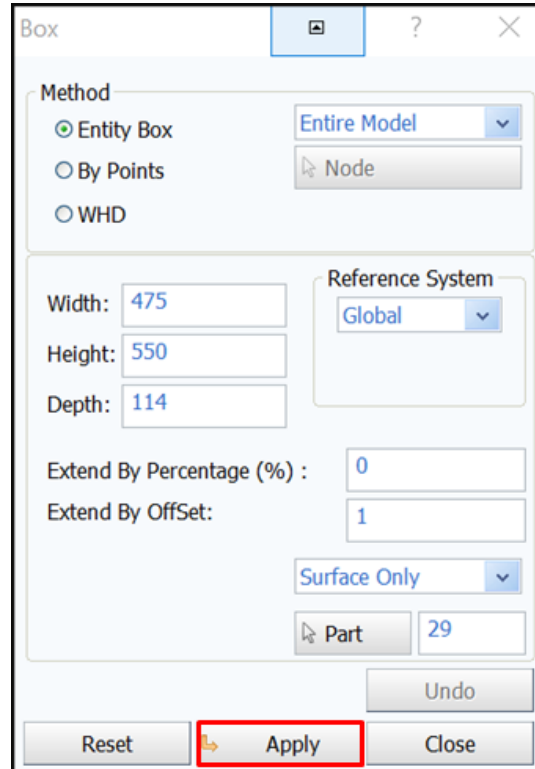 Box ?
Method
Entity Box Entire Model
By Points Node
WHD
Reference System
Width: 475 Global
Height: 550
Depth: 114
Extend By Percentage (%) : 0
Extend By OffSet: 1
Surface Only
Part 29
Undo
Reset Apply Close